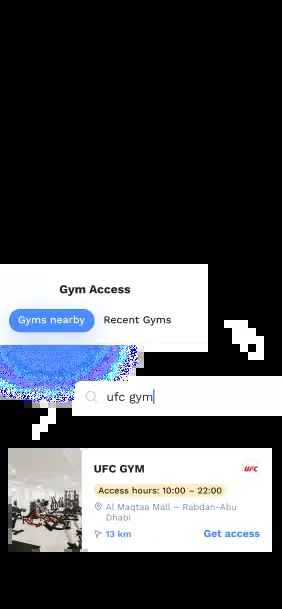 Gym Access
Gyms nearby
Recent Gyms
ufc gym
UFC GYM
UFC
Access hours: 10:00 – 22:00
Al Maqtaa Mall – Rabdan-Abu
Dhabi
13 km
Get access